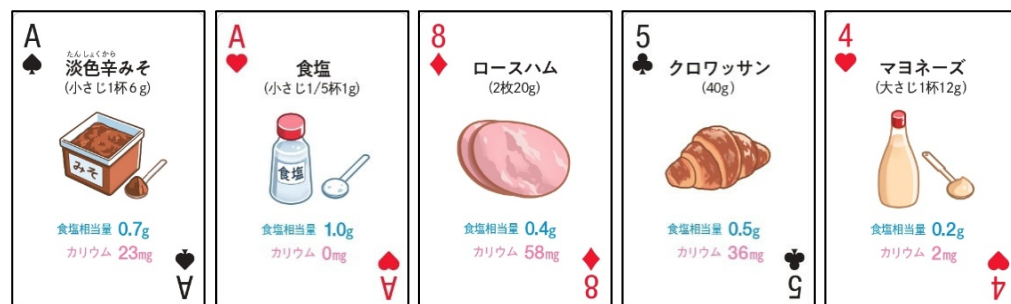 A
たんしょくから
淡色辛みそ
(小さじ1杯6g)
みそ
食塩相当量 0.7g
カリウム 23mg
A
A
食塩
(小さじ1/5杯1g)
食塩
食塩相当量 1.0g
カリウム 0mg
A
8
ロースハム
(2枚20g)
食塩相当量 0.4g
カリウム 58mg
8
5
クロワッサン
(40g)
食塩相当量 0.5g
カリウム 36mg
5
4
マヨネーズ
(大さじ1杯12g)
食塩相当量 0.2g
カリウム 2mg
4